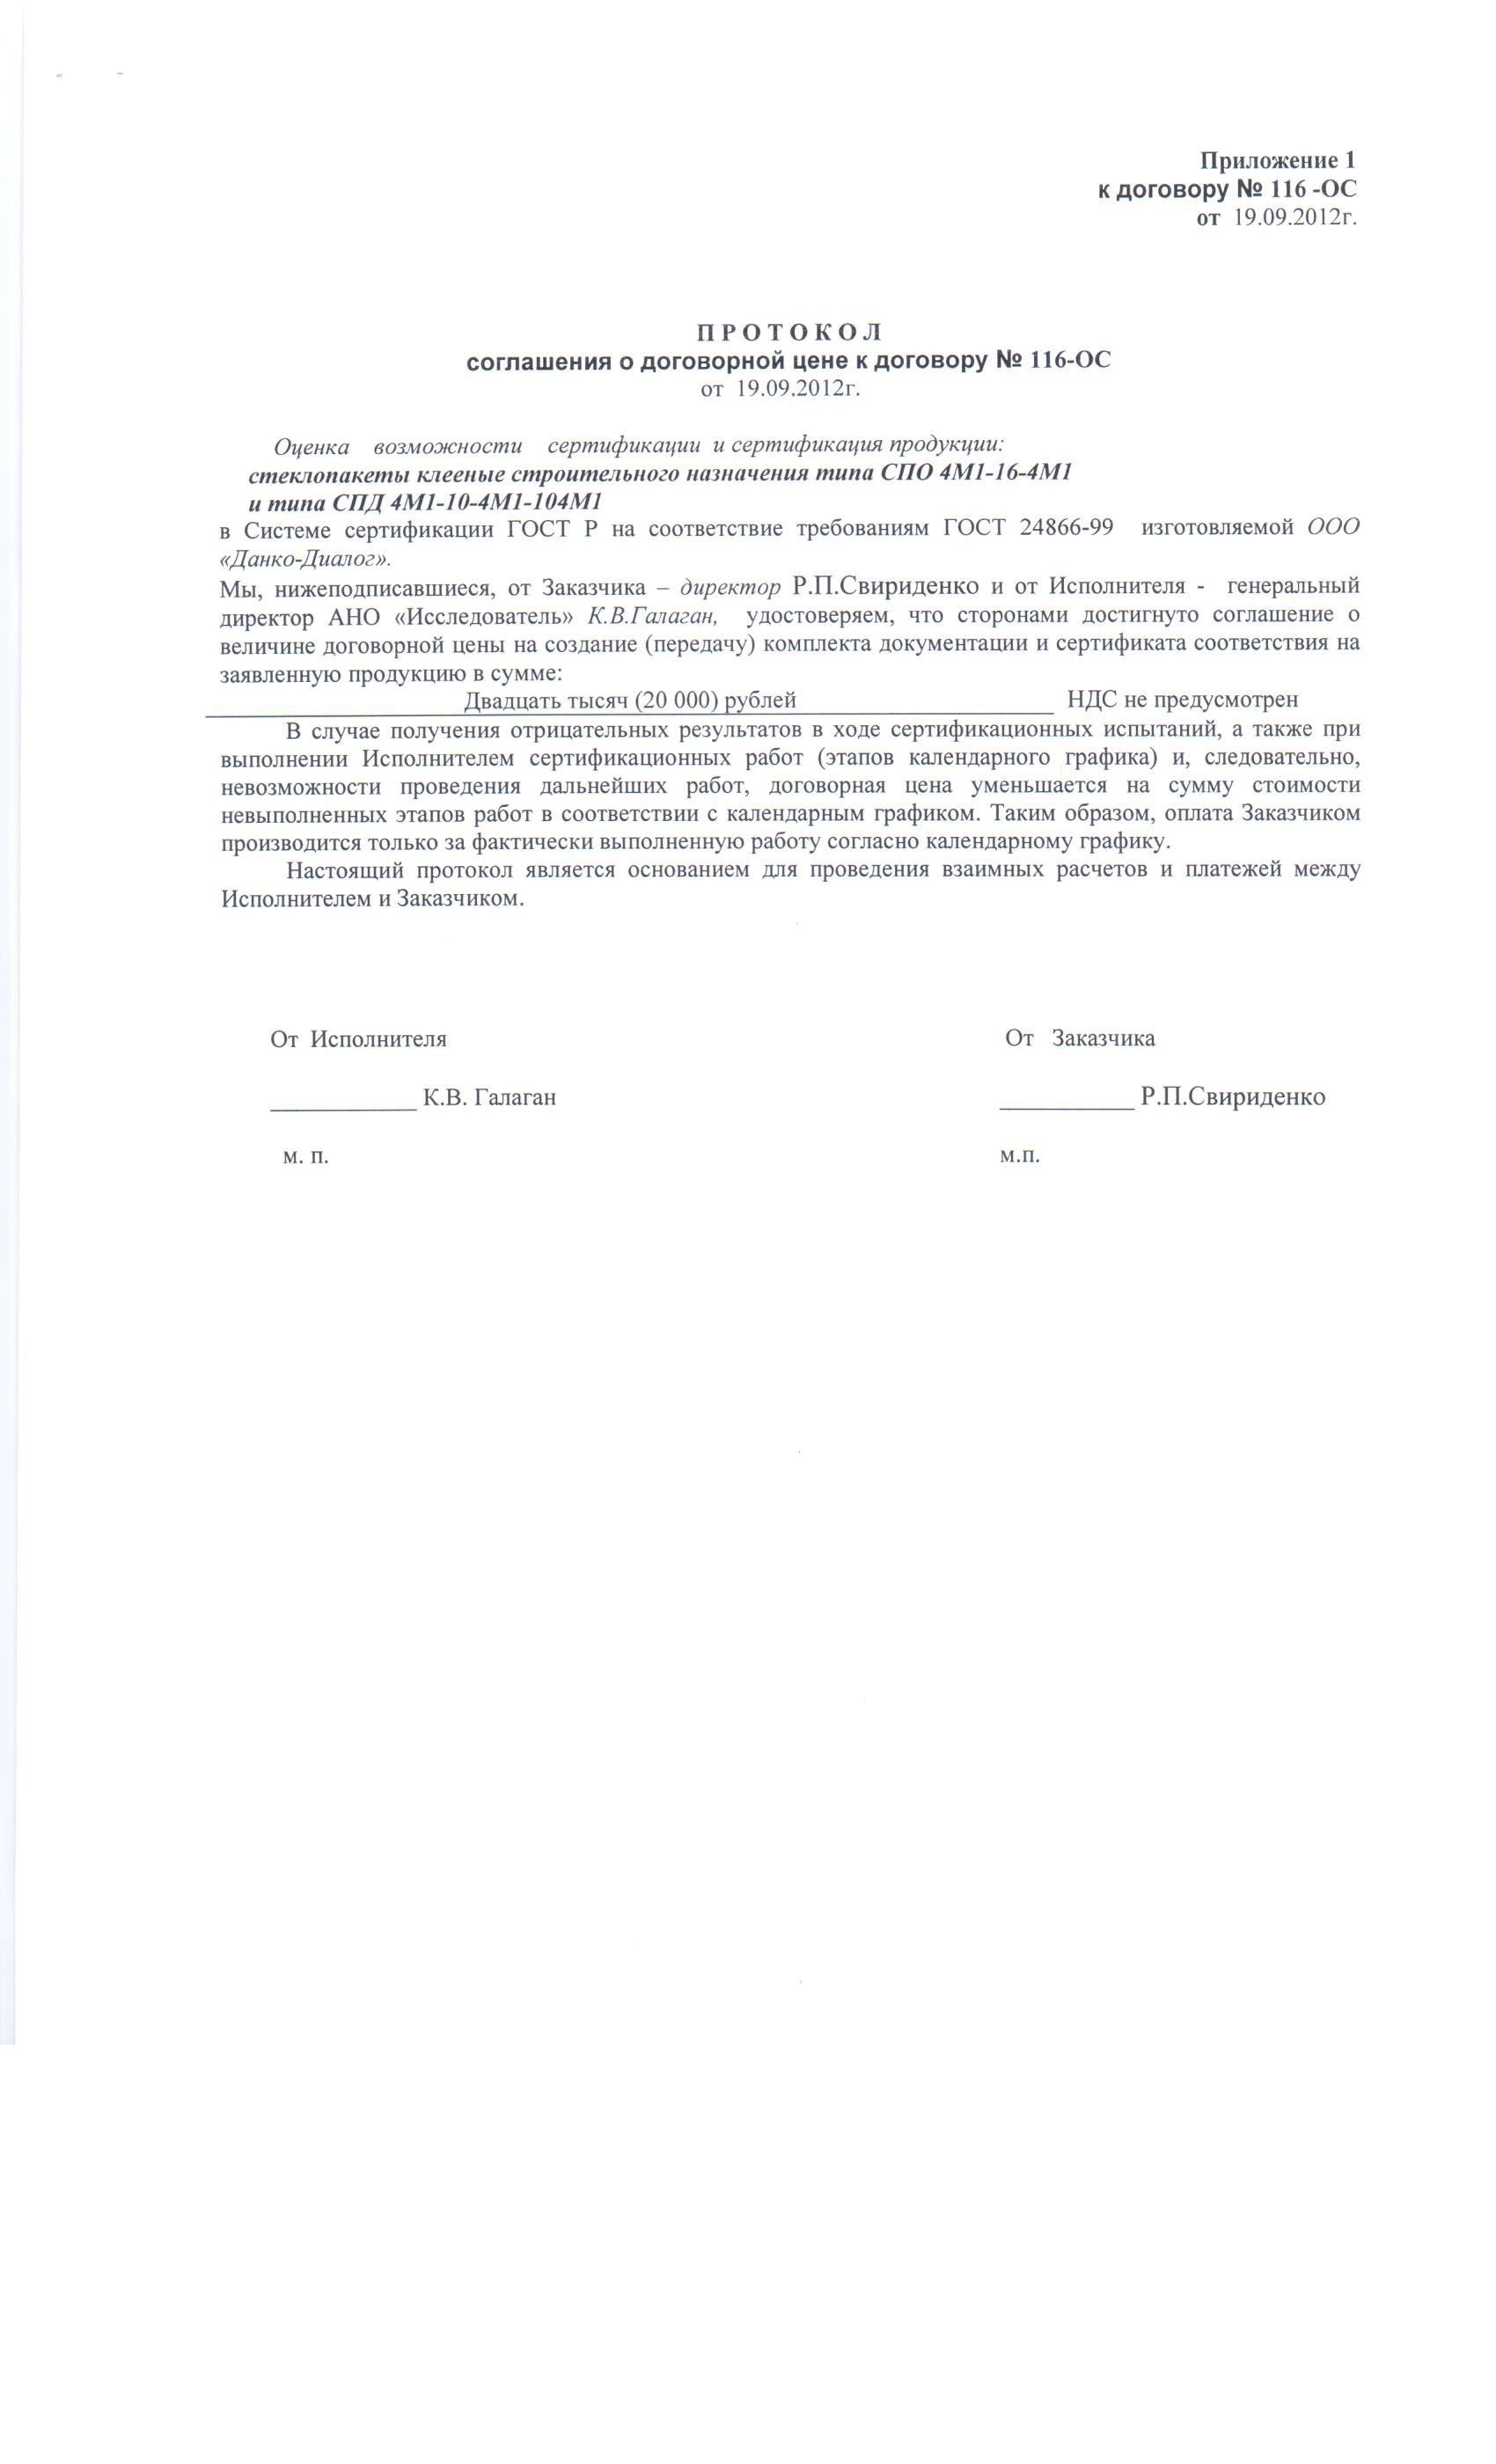 Приложение 1
к договору № 116 -ОС
от 19.09.2012г.
П Р О Т О К О Л
соглашения о договорной цене к договору № 116-ОС
от 19.09.2012г.
Оценка возможности сертификации и сертификация продукции:
стеклопакеты клееные строительного назначения типа СПО 4М1-16-4М1
и типа СПД 4М1-10-4М1-104М1
в Системе сертификации ГОСТ Р на соответствие требованиям ГОСТ 24866-99 изготовляемой ООО
«Данко-Диалог».
Мы, нижеподписавшиеся, от Заказчика – директор Р.П.Свириденко и от Исполнителя - генеральный
директор АНО «Исследователь» К.В.Галаган, удостоверяем, что сторонами достигнуто соглашение о
величине договорной цены на создание (передачу) комплекта документации и сертификата соответствия на
заявленную продукцию в сумме:
Двадцать тысяч (20 000) рублей НДС не предусмотрен
В случае получения отрицательных результатов в ходе сертификационных испытаний, а также при
выполнении Исполнителем сертификационных работ (этапов календарного графика) и, следовательно,
невозможности проведения дальнейших работ, договорная цена уменьшается на сумму стоимости
невыполненных этапов работ в соответствии с календарным графиком. Таким образом, оплата Заказчиком
производится только за фактически выполненную работу согласно календарному графику.
Настоящий протокол является основанием для проведения взаимных расчетов и платежей между
Исполнителем и Заказчиком.
От Исполнителя От Заказчика
____________ К.В. Галаган ___________ Р.П.Свириденко
м. п. м.п.